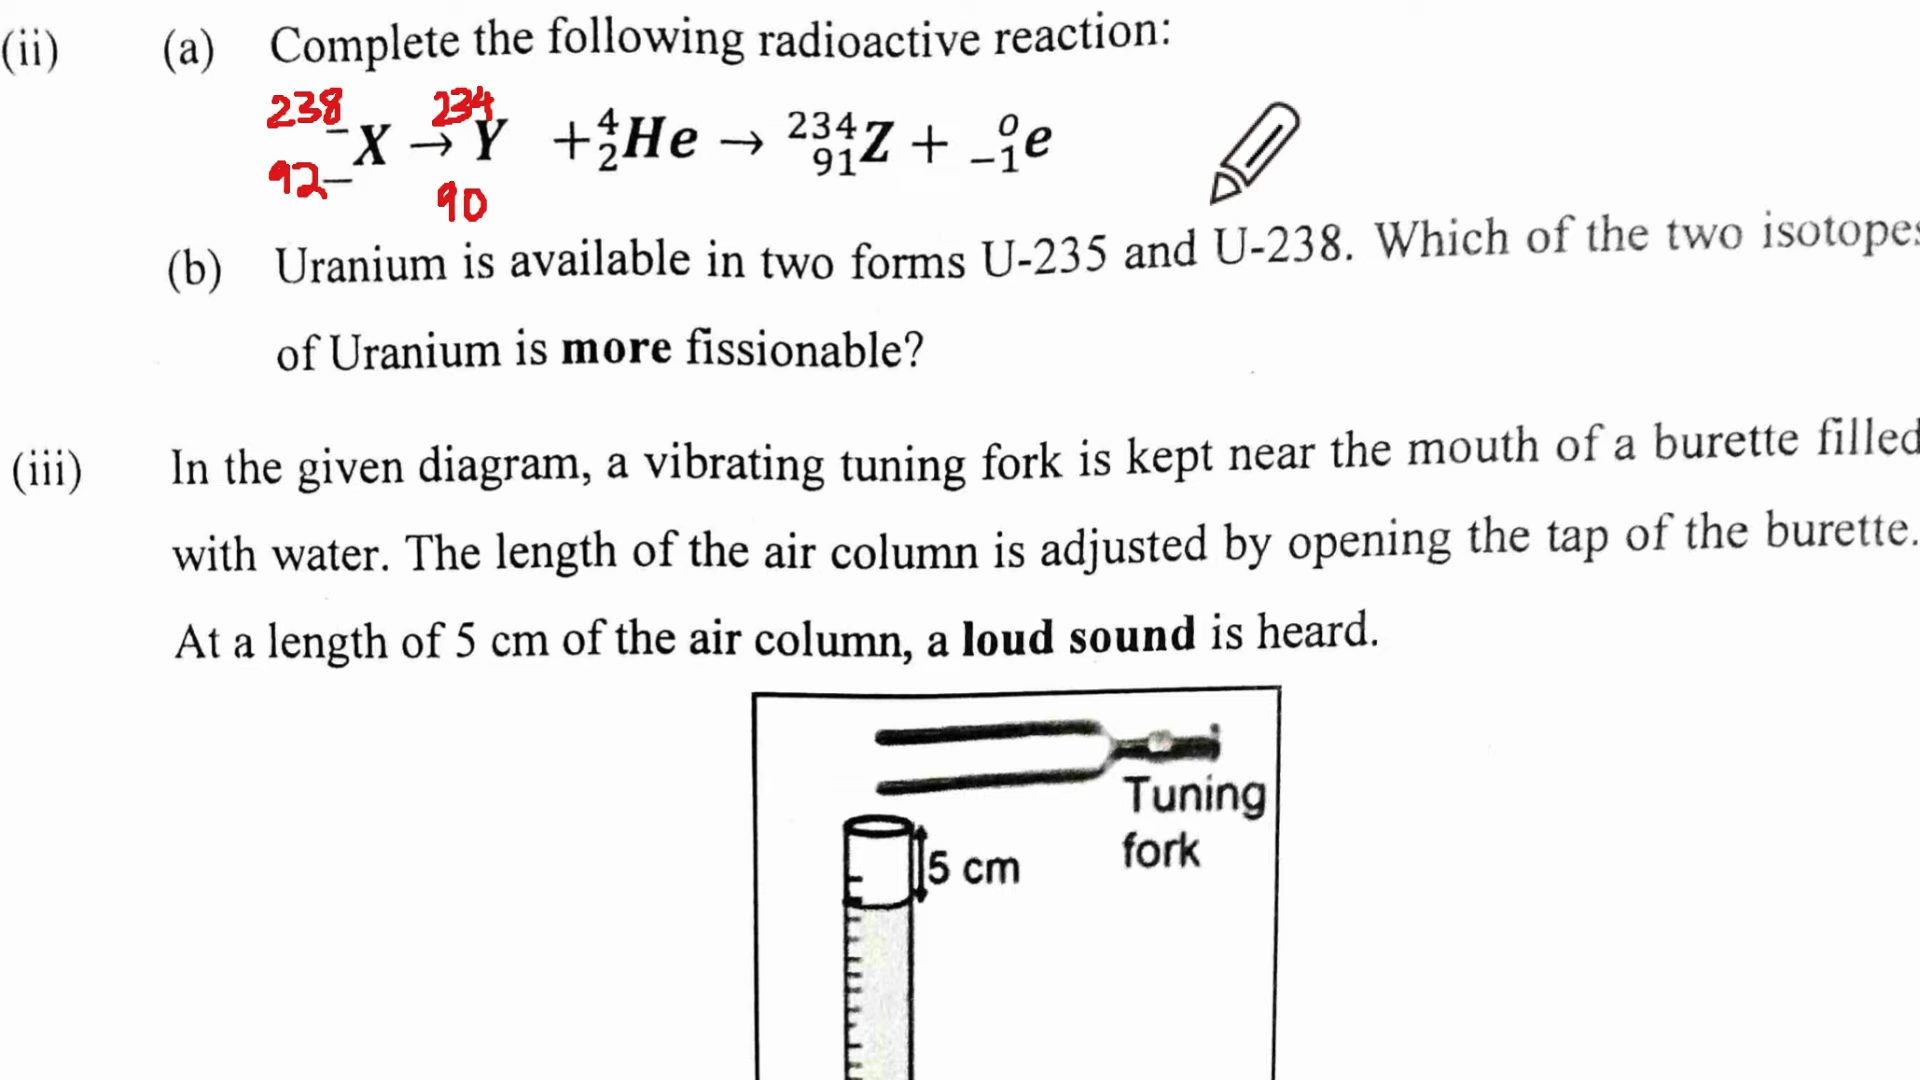 (ii) (a) Complete the following radioactive reaction:
238 234
_X → Y + ⁴₂He → ²³⁴₉₁Z + ⁰₋₁e
92_ 90
(b) Uranium is available in two forms U-235 and U-238. Which of the two isotopes
of Uranium is more fissionable?
(iii) In the given diagram, a vibrating tuning fork is kept near the mouth of a burette filled
with water. The length of the air column is adjusted by opening the tap of the burette.
At a length of 5 cm of the air column, a loud sound is heard.
Tuning
fork
5 cm